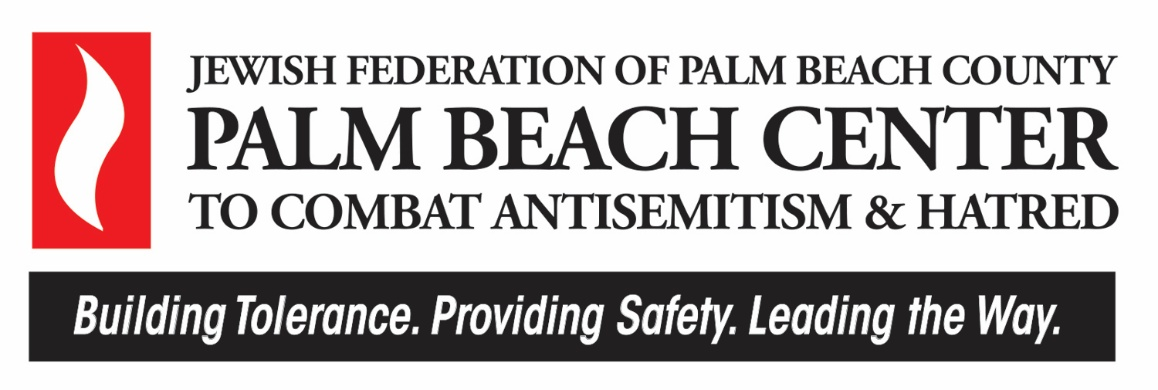 JEWISH FEDERATION OF PALM BEACH COUNTY
PALM BEACH CENTER
TO COMBAT ANTISEMITISM & HATRED
Building Tolerance. Providing Safety. Leading the Way.